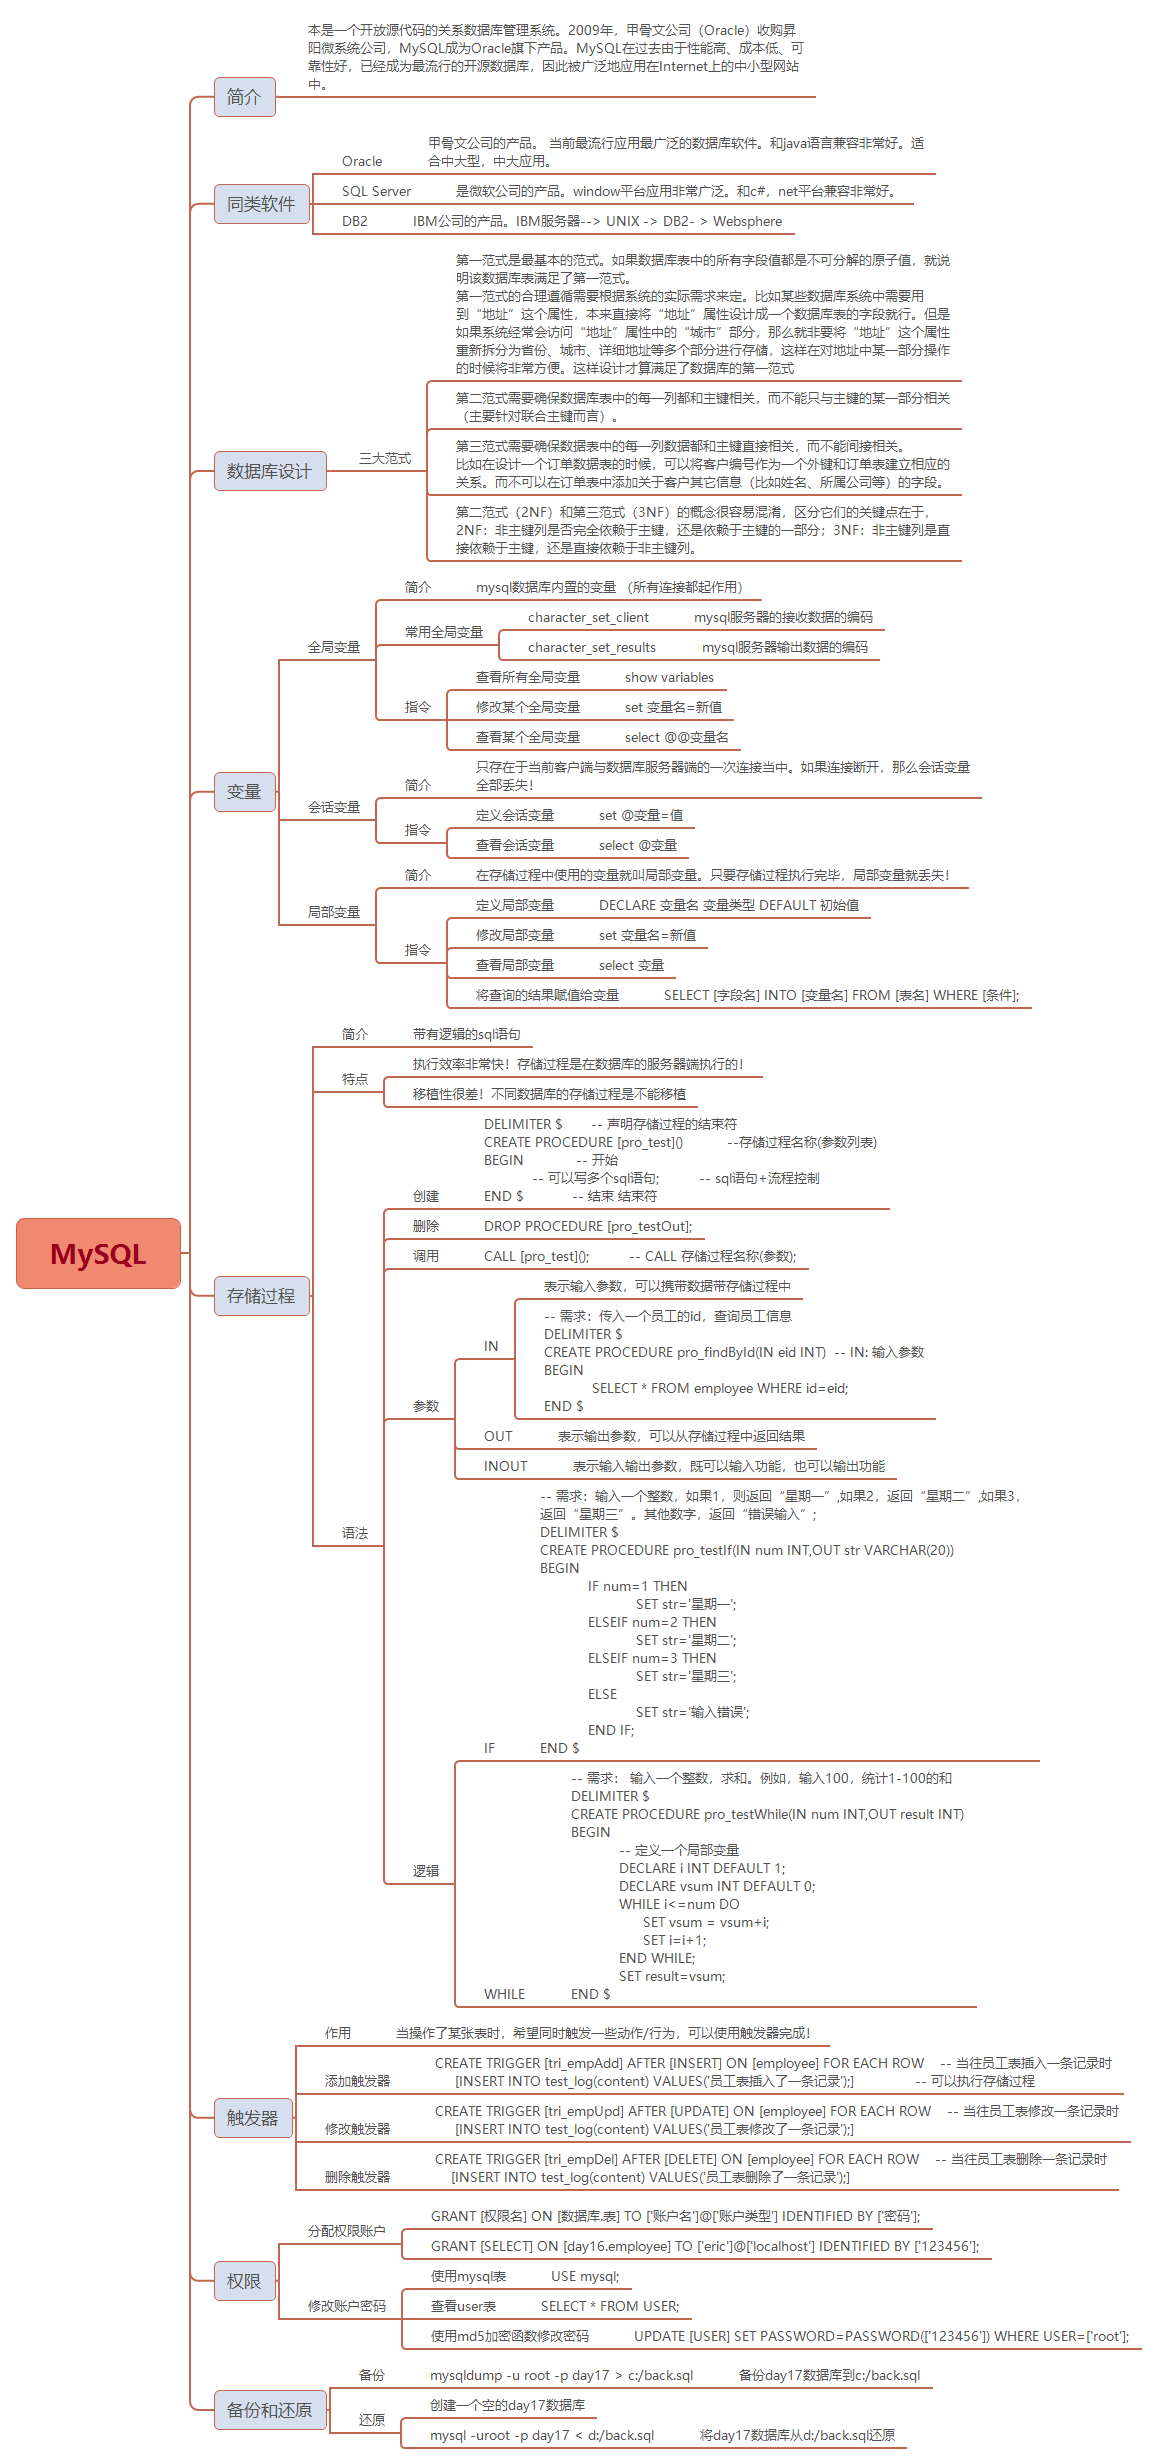 本是一个开放源代码的关系数据库管理系统。2009年，甲骨文公司（Oracle）收购昇
阳微系统公司，MySQL成为Oracle旗下产品。MySQL在过去由于性能高、成本低、可
靠性好，已经成为最流行的开源数据库，因此被广泛地应用在Internet上的中小型网站
中。
简介
甲骨文公司的产品。 当前最流行应用最广泛的数据库软件。和java语言兼容非常好。适
合中大型，中大应用。
Oracle
SQL Server 是微软公司的产品。window平台应用非常广泛。和c#，net平台兼容非常好。
同类软件
DB2 IBM公司的产品。IBM服务器--> UNIX -> DB2- > Websphere
第一范式是最基本的范式。如果数据库表中的所有字段值都是不可分解的原子值，就说
明该数据库表满足了第一范式。
第一范式的合理遵循需要根据系统的实际需求来定。比如某些数据库系统中需要用
到“地址”这个属性，本来直接将“地址”属性设计成一个数据库表的字段就行。但是
如果系统经常会访问“地址”属性中的“城市”部分，那么就非要将“地址”这个属性
重新拆分为省份、城市、详细地址等多个部分进行存储，这样在对地址中某一部分操作
的时候将非常方便。这样设计才算满足了数据库的第一范式
第二范式需要确保数据库表中的每一列都和主键相关，而不能只与主键的某一部分相关
（主要针对联合主键而言）。
三大范式
数据库设计
第三范式需要确保数据表中的每一列数据都和主键直接相关，而不能间接相关。
比如在设计一个订单数据表的时候，可以将客户编号作为一个外键和订单表建立相应的
关系。而不可以在订单表中添加关于客户其它信息（比如姓名、所属公司等）的字段。
第二范式（2NF）和第三范式（3NF）的概念很容易混淆，区分它们的关键点在于，
2NF：非主键列是否完全依赖于主键，还是依赖于主键的一部分；3NF：非主键列是直
接依赖于主键，还是直接依赖于非主键列。
简介 mysql数据库内置的变量 （所有连接都起作用）
character_set_client mysql服务器的接收数据的编码
常用全局变量
全局变量
character_set_results mysql服务器输出数据的编码
查看所有全局变量 show variables
指令 修改某个全局变量 set 变量名=新值
查看某个全局变量 select @@变量名
只存在于当前客户端与数据库服务器端的一次连接当中。如果连接断开，那么会话变量
全部丢失！
简介
变量
会话变量
定义会话变量 set @变量=值
指令
查看会话变量 select @变量
简介 在存储过程中使用的变量就叫局部变量。只要存储过程执行完毕，局部变量就丢失！
局部变量
定义局部变量 DECLARE 变量名 变量类型 DEFAULT 初始值
修改局部变量 set 变量名=新值
指令
查看局部变量 select 变量
将查询的结果赋值给变量 SELECT [字段名] INTO [变量名] FROM [表名] WHERE [条件];
简介 带有逻辑的sql语句
执行效率非常快！存储过程是在数据库的服务器端执行的！
特点
移植性很差！不同数据库的存储过程是不能移植
DELIMITER $ -- 声明存储过程的结束符
CREATE PROCEDURE [pro_test]() --存储过程名称(参数列表)
BEGIN -- 开始
-- 可以写多个sql语句; -- sql语句+流程控制
创建 END $ -- 结束 结束符
删除 DROP PROCEDURE [pro_testOut];
MySQL
调用 CALL [pro_test](); -- CALL 存储过程名称(参数);
存储过程
表示输入参数，可以携带数据带存储过程中
-- 需求：传入一个员工的id，查询员工信息
DELIMITER $
IN
CREATE PROCEDURE pro_findById(IN eid INT) -- IN: 输入参数
BEGIN
SELECT * FROM employee WHERE id=eid;
END $
参数
OUT 表示输出参数，可以从存储过程中返回结果
INOUT 表示输入输出参数，既可以输入功能，也可以输出功能
-- 需求：输入一个整数，如果1，则返回“星期一”,如果2，返回“星期二”,如果3，
返回“星期三”。其他数字，返回“错误输入”;
语法
DELIMITER $
CREATE PROCEDURE pro_testIf(IN num INT,OUT str VARCHAR(20))
BEGIN
IF num=1 THEN
SET str='星期一';
ELSEIF num=2 THEN
SET str='星期二';
ELSEIF num=3 THEN
SET str='星期三';
ELSE
SET str='输入错误';
END IF;
IF END $
-- 需求： 输入一个整数，求和。例如，输入100，统计1-100的和
DELIMITER $
CREATE PROCEDURE pro_testWhile(IN num INT,OUT result INT)
BEGIN
-- 定义一个局部变量
逻辑
DECLARE i INT DEFAULT 1;
DECLARE vsum INT DEFAULT 0;
WHILE i<=num DO
SET vsum = vsum+i;
SET i=i+1;
END WHILE;
SET result=vsum;
WHILE END $
作用 当操作了某张表时，希望同时触发一些动作/行为，可以使用触发器完成！
CREATE TRIGGER [tri_empAdd] AFTER [INSERT] ON [employee] FOR EACH ROW -- 当往员工表插入一条记录时
添加触发器 [INSERT INTO test_log(content) VALUES('员工表插入了一条记录');] -- 可以执行存储过程
触发器
CREATE TRIGGER [tri_empUpd] AFTER [UPDATE] ON [employee] FOR EACH ROW -- 当往员工表修改一条记录时
修改触发器 [INSERT INTO test_log(content) VALUES('员工表修改了一条记录');]
CREATE TRIGGER [tri_empDel] AFTER [DELETE] ON [employee] FOR EACH ROW -- 当往员工表删除一条记录时
删除触发器 [INSERT INTO test_log(content) VALUES('员工表删除了一条记录');]
GRANT [权限名] ON [数据库.表] TO ['账户名']@['账户类型'] IDENTIFIED BY ['密码'];
分配权限账户
GRANT [SELECT] ON [day16.employee] TO ['eric']@['localhost'] IDENTIFIED BY ['123456'];
权限
使用mysql表 USE mysql;
修改账户密码 查看user表 SELECT * FROM USER;
使用md5加密函数修改密码 UPDATE [USER] SET PASSWORD=PASSWORD(['123456']) WHERE USER=['root'];
备份 mysqldump -u root -p day17 > c:/back.sql 备份day17数据库到c:/back.sql
备份和还原
创建一个空的day17数据库
还原
mysql -uroot -p day17 < d:/back.sql 将day17数据库从d:/back.sql还原